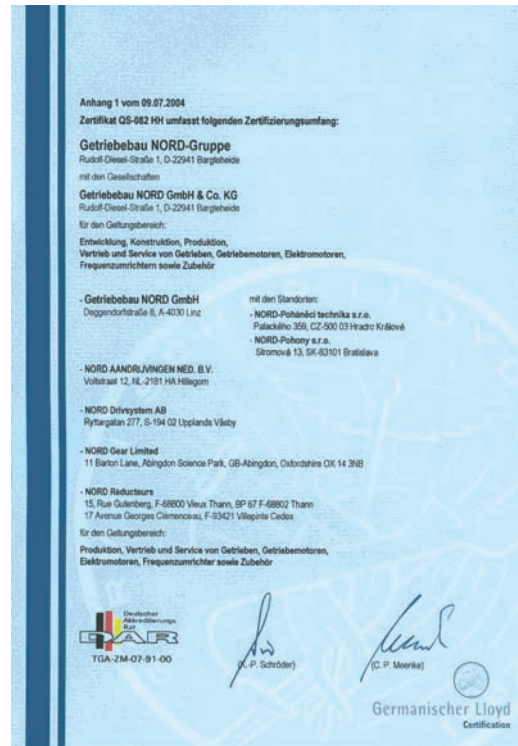 Anhang 1 vom 09.07.2004
Zertifikat QS-082 HH umfasst folgenden Zertifizierungsumfang:
Getriebebau NORD-Gruppe
Rudolf-Diesel-Straße 1, D-22941 Bargteheide
mit den Gesellschaften
Getriebebau NORD GmbH & Co. KG
Rudolf-Diesel-Straße 1, D-22941 Bargteheide
für den Geltungsbereich:
Entwicklung, Konstruktion, Produktion,
Vertrieb und Service von Getrieben, Getriebemotoren, Elektromotoren,
Frequenzumrichtern sowie Zubehör
- Getriebebau NORD GmbH
Deggendorfstraße 8, A-4030 Linz
mit den Standorten:
- NORD-Poháněcí technika s.r.o.
Palackého 359, CZ-500 03 Hradec Králové
- NORD-Pohony s.r.o.
Stromová 13, SK-83101 Bratislava
- NORD AANDRIJVINGEN NED. B.V.
Voltstraat 12, NL-2181 HA Hillegom
- NORD Drivsystem AB
Ryttargatan 277, S-194 02 Upplands Väsby
- NORD Gear Limited
11 Barton Lane, Abingdon Science Park, GB-Abingdon, Oxfordshire OX 14 3NB
- NORD Réducteurs
15, Rue Gutenberg, F-68800 Vieux Thann, BP 67 F-68802 Thann
17 Avenue Georges Clémenceau, F-93421 Villepinte Cedex
für den Geltungsbereich:
Produktion, Vertrieb und Service von Getrieben, Getriebemotoren,
Elektromotoren, Frequenzumrichter sowie Zubehör
Deutscher
Akkreditierungs
Rat
DAR
TGA-ZM-07-91-00
(K.-P. Schröder)
(C. P. Meenke)
Germanischer Lloyd
Certification